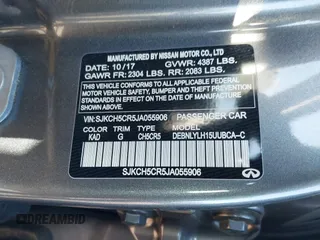 MANUFACTURED BY NISSAN MOTOR CO., LTD
DATE: 10/17 GVWR: 4387 LBS.
GAWR FR: 2304 LBS. RR: 2083 LBS.
THIS VEHICLE CONFORMS TO ALL APPLICABLE
FEDERAL MOTOR VEHICLE SAFETY, BUMPER,
AND THEFT PREVENTION STANDARDS IN EFFECT
ON THE DATE OF MANUFACTURE SHOWN ABOVE.
VIN: SJKCH5CR5JA055906 PASSENGER CAR
COLOR TRIM MODEL
KAD G CH5CR5 DEBNLYLH15UUBCA-C
SJKCH5CR5JA055906
INFINITI
DREAMBID